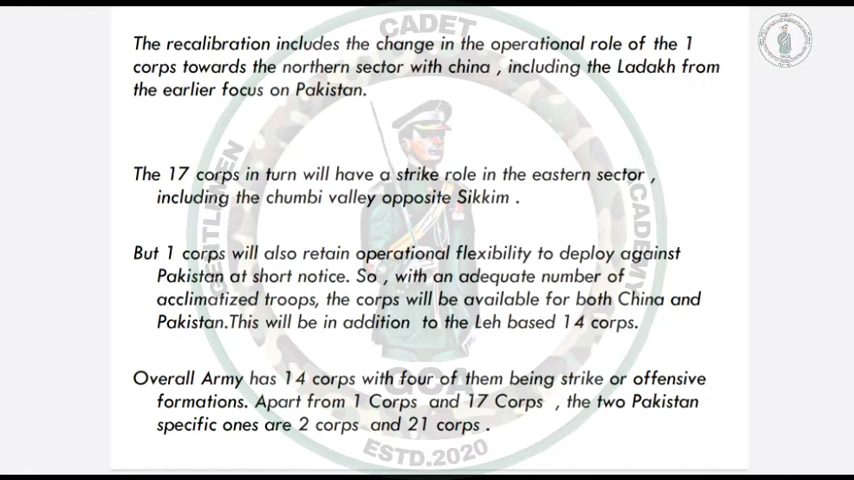 The recalibration includes the change in the operational role of the 1
corps towards the northern sector with china , including the Ladakh from
the earlier focus on Pakistan.
The 17 corps in turn will have a strike role in the eastern sector ,
including the chumbi valley opposite Sikkim .
But 1 corps will also retain operational flexibility to deploy against
Pakistan at short notice. So , with an adequate number of
acclimatized troops, the corps will be available for both China and
Pakistan.This will be in addition to the Leh based 14 corps.
Overall Army has 14 corps with four of them being strike or offensive
formations. Apart from 1 Corps and 17 Corps , the two Pakistan
specific ones are 2 corps and 21 corps .
GENTLEMEN
CADET
ACADEMY
GCA
ESTD.2020